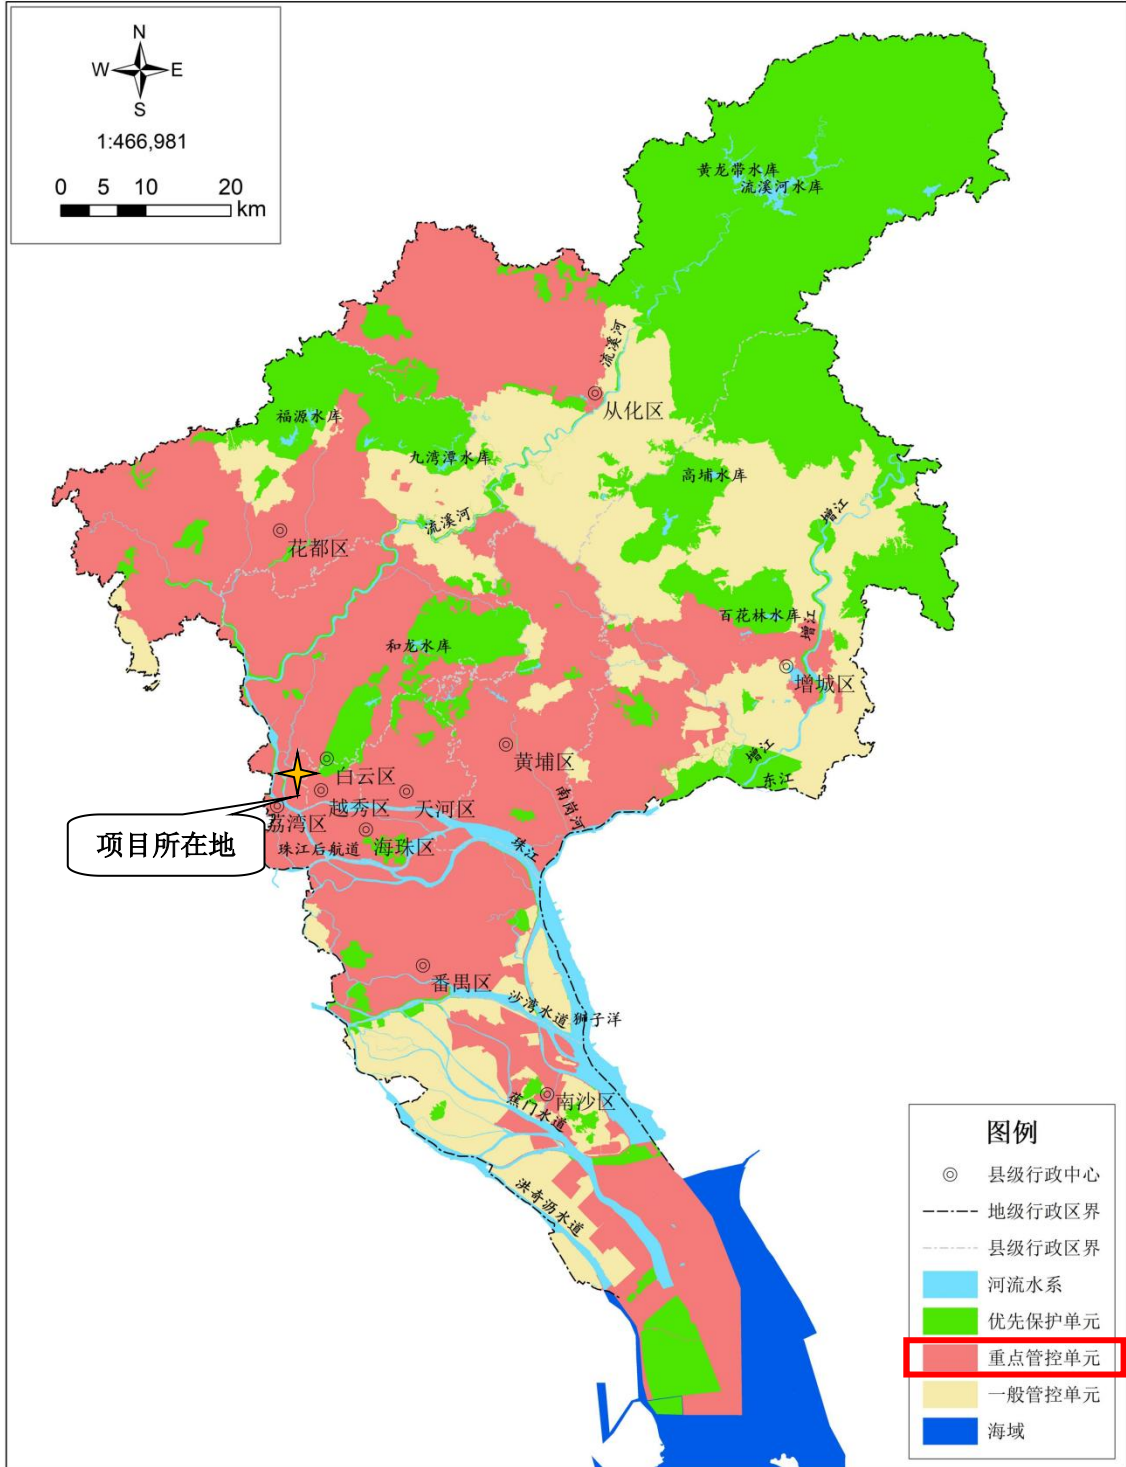 N
W E
S
1:466,981
0 5 10 20
km
黄龙带水库
流溪河水库
流溪河
从化区
福源水库
九湾潭水库
高埔水库
流溪河
增江
花都区
百花林水库
增江
和龙水库
增城区
黄埔区
增江
东江
白云区
越秀区
天河区
南岗河
荔湾区
项目所在地
海珠区
珠江后航道
珠江
番禺区
沙湾水道
狮子洋
南沙区
蕉门水道
洪奇沥水道
图例
县级行政中心
地级行政区界
县级行政区界
河流水系
优先保护单元
重点管控单元
一般管控单元
海域